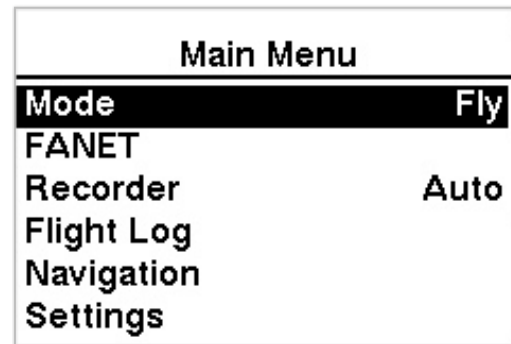 Main Menu
Mode Fly
FANET
Recorder Auto
Flight Log
Navigation
Settings